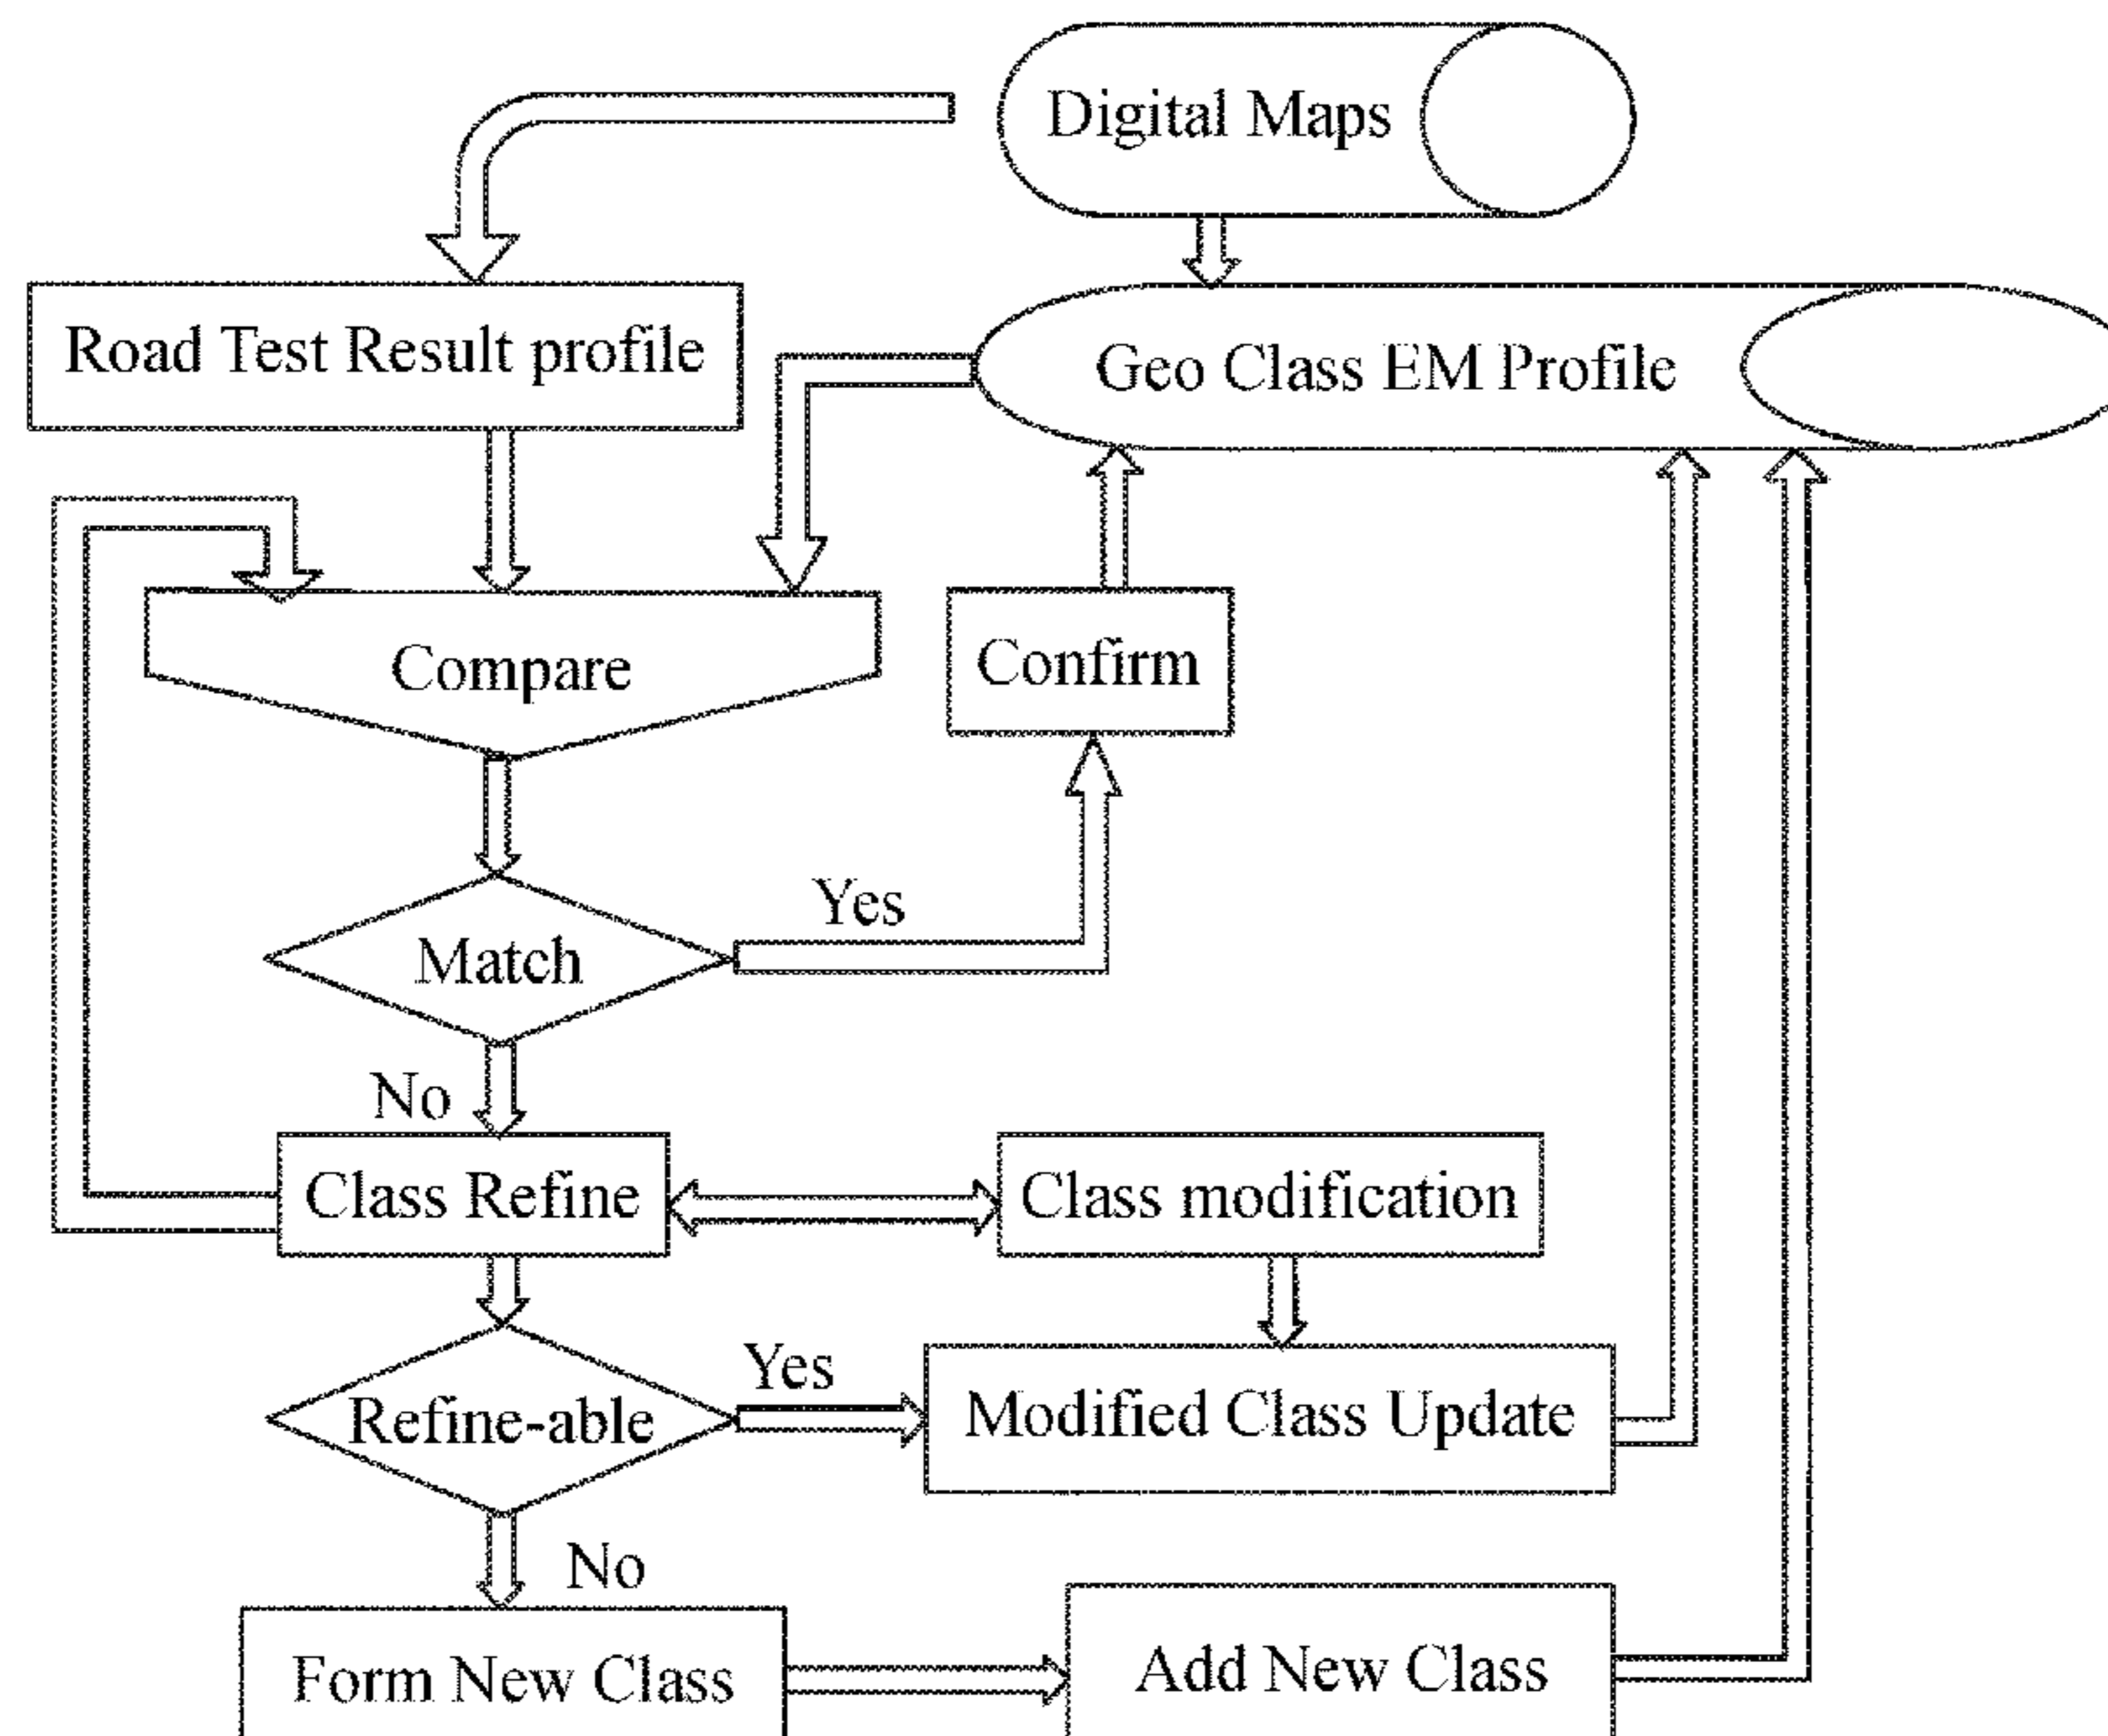 Digital Maps
Road Test Result profile
Geo Class EM Profile
Compare
Confirm
Yes
Match
No
Class Refine
Class modification
Yes
Refine-able
Modified Class Update
No
Form New Class
Add New Class